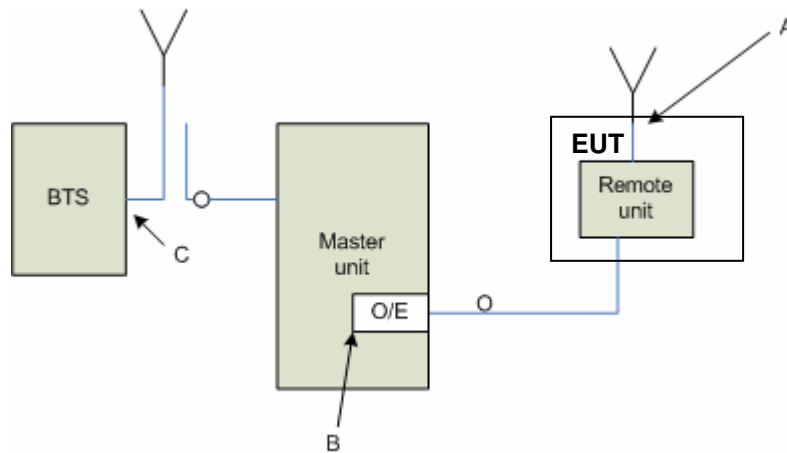 A
EUT
BTS
Remote
unit
C
Master
unit
O/E
B